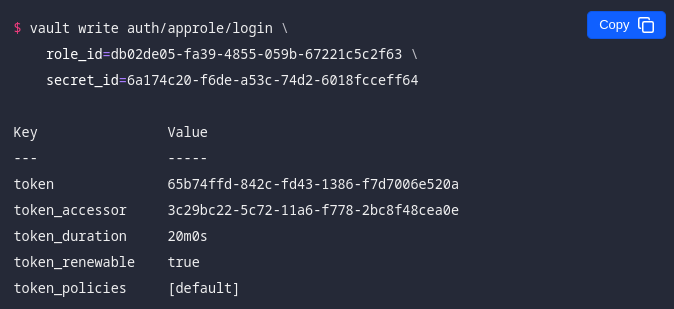 Copy
$ vault write auth/approle/login \
    role_id=db02de05-fa39-4855-059b-67221c5c2f63 \
    secret_id=6a174c20-f6de-a53c-74d2-6018fcceff64

Key                Value
---                -----
token              65b74ffd-842c-fd43-1386-f7d7006e520a
token_accessor     3c29bc22-5c72-11a6-f778-2bc8f48cea0e
token_duration     20m0s
token_renewable    true
token_policies     [default]